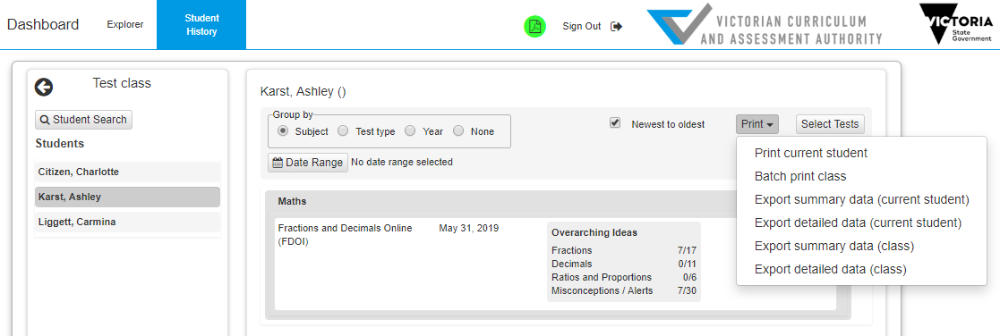 Dashboard
Explorer
Student
History
Sign Out
VICTORIAN CURRICULUM
AND ASSESSMENT AUTHORITY
VICTORIA
State
Government
Test class
Student Search
Students
Citizen, Charlotte
Karst, Ashley
Liggett, Carmina
Karst, Ashley ()
Group by
Subject Test type Year None
Newest to oldest
Print
Select Tests
Date Range No date range selected
Print current student
Batch print class
Export summary data (current student)
Export detailed data (current student)
Export summary data (class)
Export detailed data (class)
Maths
Fractions and Decimals Online
(FDOI)
May 31, 2019
Overarching Ideas
Fractions 7/17
Decimals 0/11
Ratios and Proportions 0/6
Misconceptions / Alerts 7/30